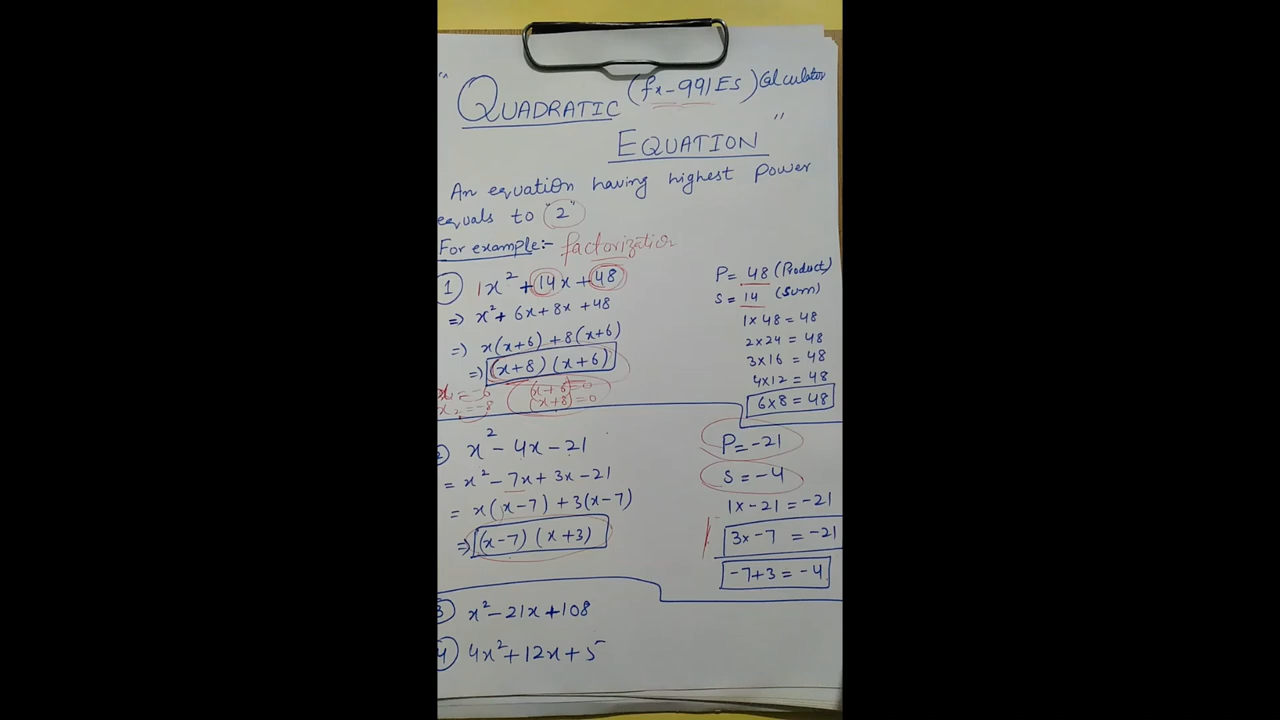 "QUADRATIC (fx-991ES) Calculator
EQUATION"
An equation having highest power
equals to "2"
For example:- factorization
① 1x² + 14x + 48
=> x² + 6x + 8x + 48
=> x(x+6) + 8(x+6)
=> (x+8) (x+6)
x₁ = -6 (x+6) = 0
x₂ = -8 (x+8) = 0
P = 48 (Product)
S = 14 (Sum)
1 x 48 = 48
2 x 24 = 48
3 x 16 = 48
4 x 12 = 48
6 x 8 = 48
② x² - 4x - 21
= x² - 7x + 3x - 21
= x(x-7) + 3(x-7)
=> (x-7) (x+3)
P = -21
S = -4
1 x -21 = -21
3 x -7 = -21
-7+3 = -4
③ x² - 21x + 108
④ 4x² + 12x + 5